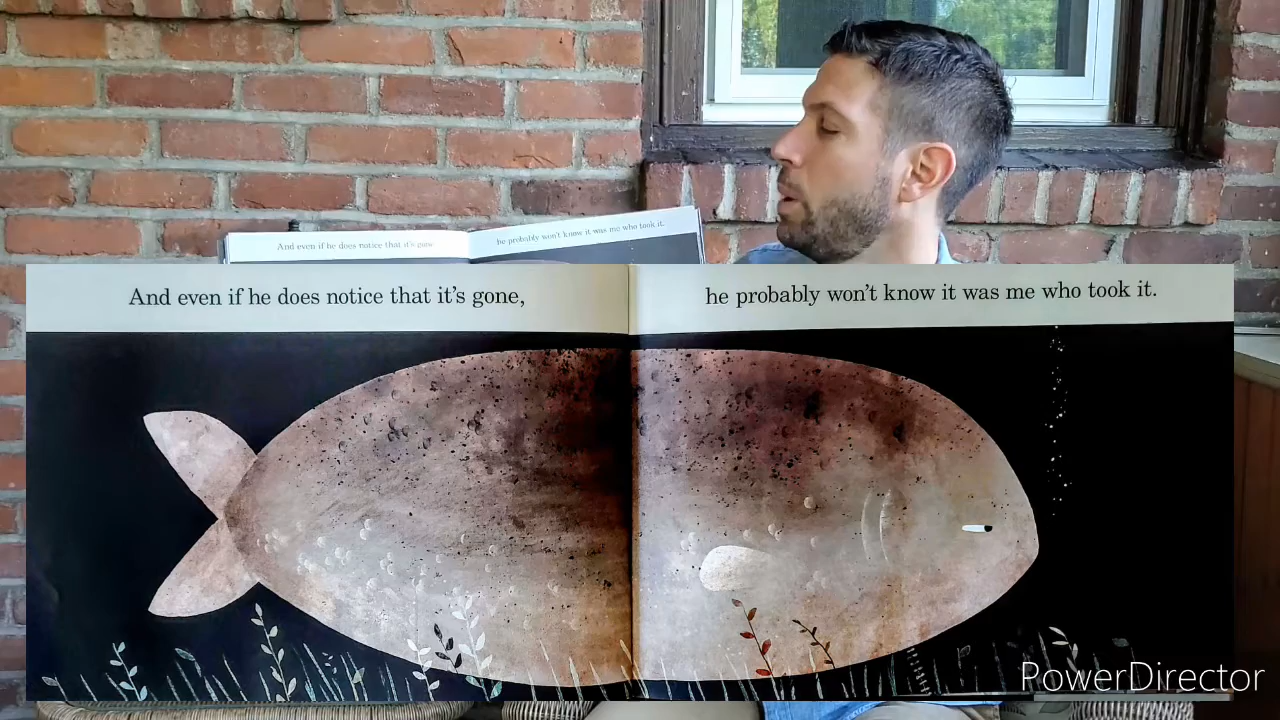 And even if he does notice that it's gone,
he probably won't know it was me who took it.
And even if he does notice that it's gone,
he probably won't know it was me who took it.
PowerDirector